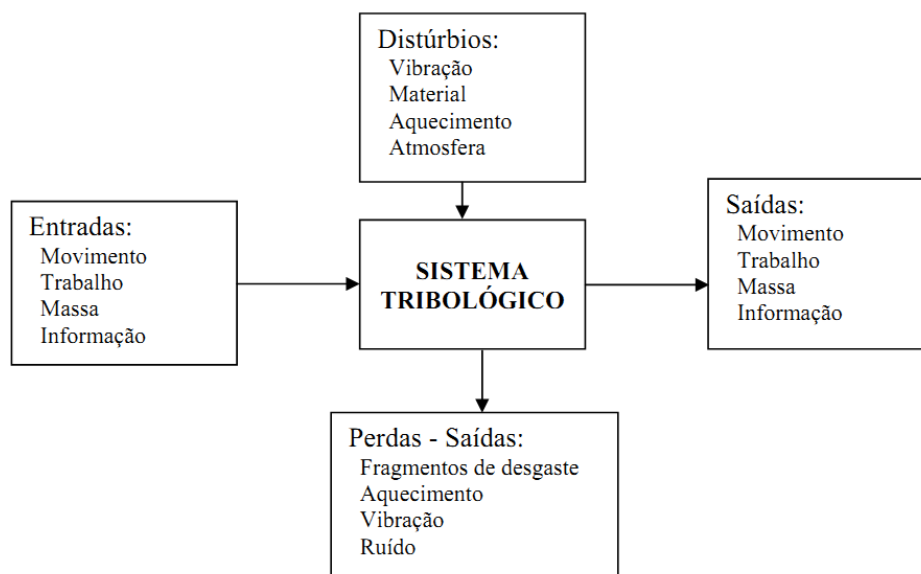 Distúrbios:
Vibração
Material
Aquecimento
Atmosfera
Entradas:
Movimento
Trabalho
Massa
Informação
SISTEMA
TRIBOLÓGICO
Saídas:
Movimento
Trabalho
Massa
Informação
Perdas - Saídas:
Fragmentos de desgaste
Aquecimento
Vibração
Ruído